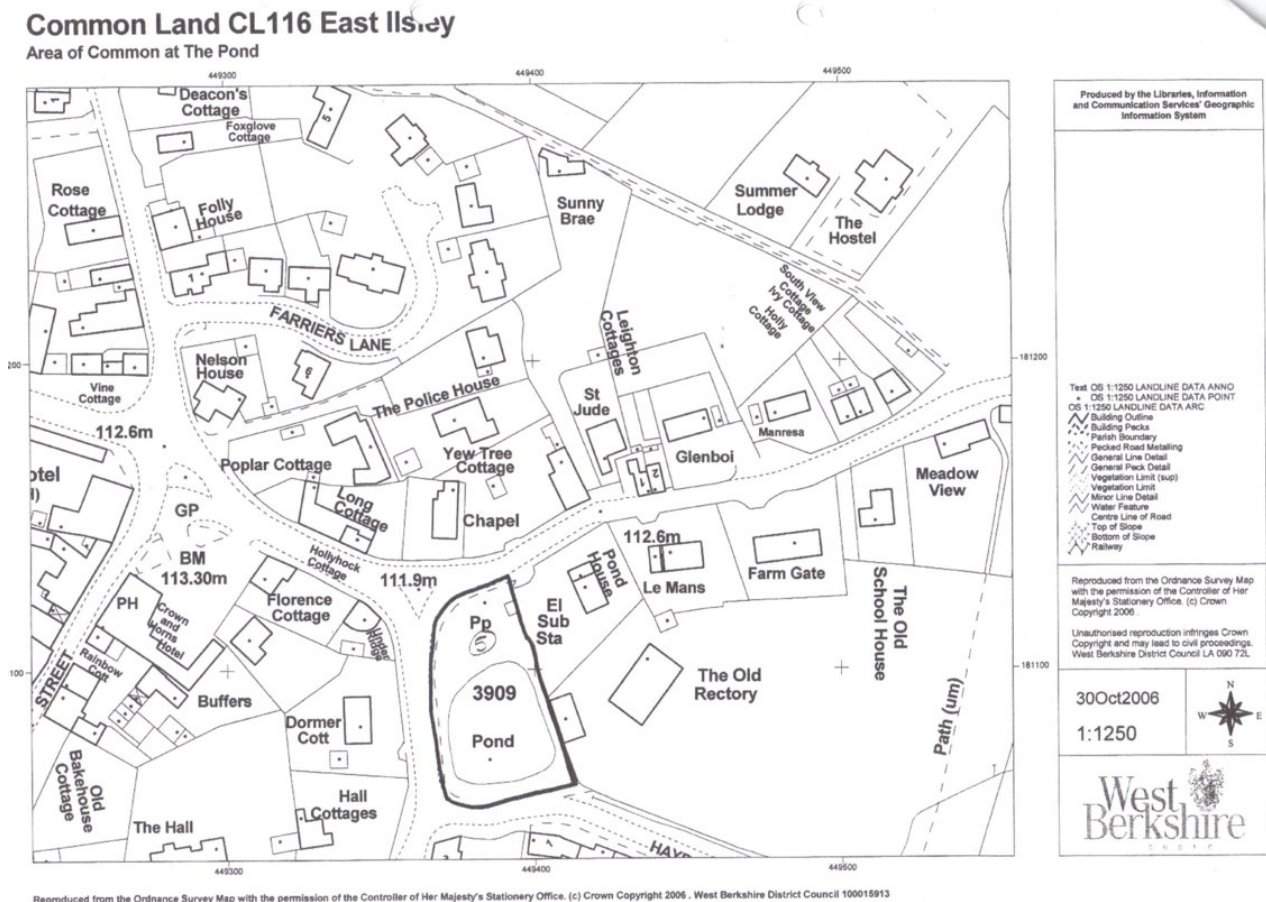 Common Land CL116 East Ilsley
Area of Common at The Pond
449300
449400
449500
1
Deacon's
Cottage
Foxglove
Cottage
5
Rose
Cottage
Folly
House
Sunny
Brae
Summer
Lodge
The
Hostel
1
South View
Cottage
Ivy Cottage
Holly
Cottage
FARRIERS LANE
Leighton
Cottages
200
181200
Nelson
House
6
Vine
Cottage
The Police House
St
Jude
Manresa
112.6m
Poplar Cottage
Yew Tree
Cottage
Glenboi
Meadow
View
otel
GP
Long
Cottage
Chapel
1
2
BM
113.30m
Hollyhock
Cottage
111.9m
112.6m
Pond
House
Le Mans
Farm Gate
PH
Crown
and
Horns
Hotel
Florence
Cottage
Under
Ridge
Pp
El
Sub
Sta
The Old
School House
Rainbow
Cott
100
181100
STREET
Buffers
3909
Pond
The Old
Rectory
Dormer
Cott
Path (um)
Old
Bakehouse
Cottage
Hall
Cottages
The Hall
1
449300
449400
449500
Produced by the Libraries, Information
and Communication Services' Geographic
Information System
Text OS 1:1250 LANDLINE DATA ANNO
OS 1:1250 LANDLINE DATA POINT
OS 1:1250 LANDLINE DATA ARC
Building Outline
Building Pecks
Parish Boundary
Pecked Road Metalling
General Line Detail
General Peck Detail
Vegetation Limit (sup)
Vegetation Limit
Minor Line Detail
Water Feature
Centre Line of Road
Top of Slope
Bottom of Slope
Railway
Reproduced from the Ordnance Survey Map
with the permission of the Controller of Her
Majesty's Stationery Office. (c) Crown
Copyright 2006 .
Unauthorised reproduction infringes Crown
Copyright and may lead to civil proceedings.
West Berkshire District Council LA 090 72L
30Oct2006
1:1250
N
W E
S
West
Berkshire
Reproduced from the Ordnance Survey Map with the permission of the Controller of Her Majesty's Stationery Office. (c) Crown Copyright 2006 . West Berkshire District Council 100015913